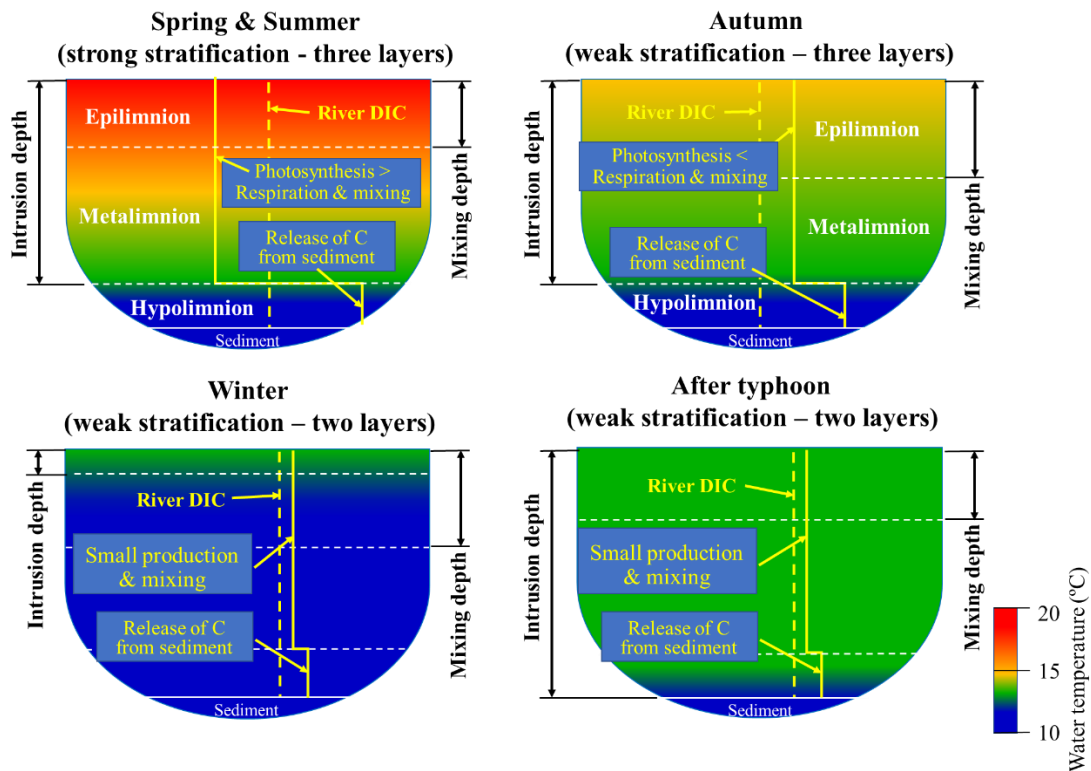 Spring & Summer
(strong stratification - three layers)
Intrusion depth
Epilimnion
River DIC
Photosynthesis >
Respiration & mixing
Metalimnion
Release of C
from sediment
Hypolimnion
Sediment
Mixing depth
Autumn
(weak stratification – three layers)
Intrusion depth
River DIC
Epilimnion
Photosynthesis <
Respiration & mixing
Metalimnion
Release of C
from sediment
Hypolimnion
Sediment
Mixing depth
Winter
(weak stratification – two layers)
Intrusion depth
River DIC
Small production
& mixing
Release of C
from sediment
Sediment
Mixing depth
After typhoon
(weak stratification – two layers)
Intrusion depth
River DIC
Small production
& mixing
Release of C
from sediment
Sediment
Mixing depth
20
15
10
Water temperature (ºC)